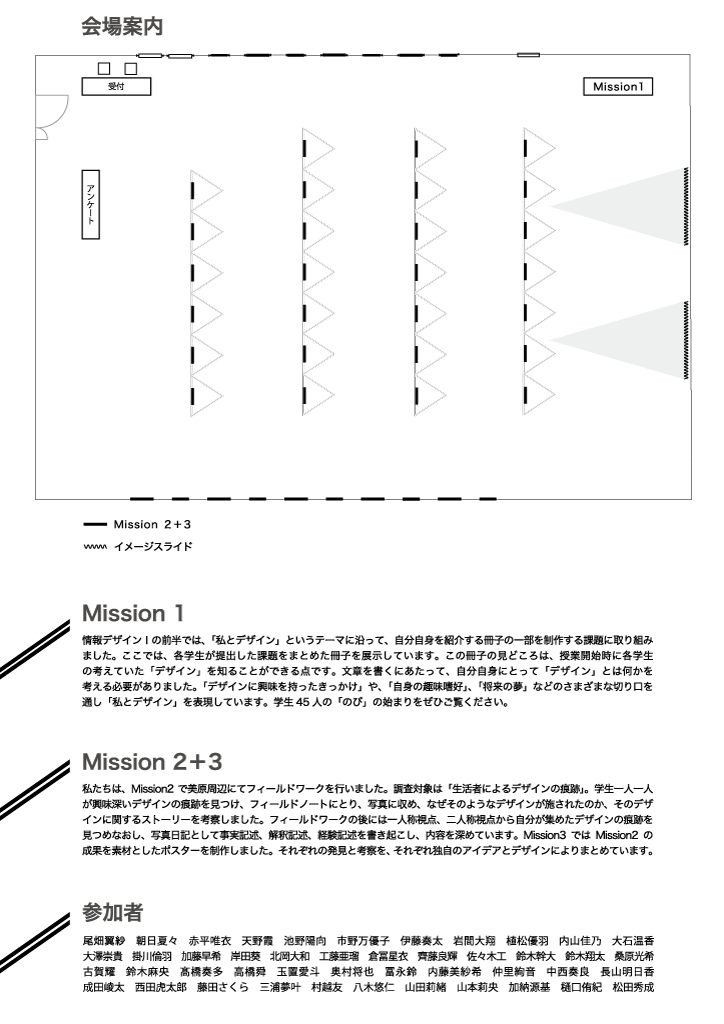 会場案内
受付
Mission1
アンケート
Mission 2+3
イメージスライド
Mission 1
情報デザインⅠの前半では、「私とデザイン」というテーマに沿って、自分自身を紹介する冊子の一部を制作する課題に取り組み
ました。ここでは、各学生が提出した課題をまとめた冊子を展示しています。この冊子の見どころは、授業開始時に各学生
の考えていた「デザイン」を知ることができる点です。文章を書くにあたって、自分自身にとって「デザイン」とは何かを
考える必要がありました。「デザインに興味を持ったきっかけ」や、「自身の趣味嗜好」、「将来の夢」などのさまざまな切り口を
通し「私とデザイン」を表現しています。学生 45 人の「のび」の始まりをぜひご覧ください。
Mission 2+3
私たちは、Mission2 で美原周辺にてフィールドワークを行いました。調査対象は「生活者によるデザインの痕跡」。学生一人一人
が興味深いデザインの痕跡を見つけ、フィールドノートにとり、写真に収め、なぜそのようなデザインが施されたのか、そのデザ
インに関するストーリーを考察しました。フィールドワークの後には一人称視点、二人称視点から自分が集めたデザインの痕跡を
見つめなおし、写真日記として事実記述、解釈記述、経験記述を書き起こし、内容を深めています。Mission3 では Mission2 の
成果を素材としたポスターを制作しました。それぞれの発見と考察を、それぞれ独自のアイデアとデザインによりまとめています。
参加者
尾畑翼紗 朝日夏々 赤平唯衣 天野霞 池野陽向 市野万優子 伊藤奏太 岩間大翔 植松優羽 内山佳乃 大石温香
大澤崇貴 掛川倫羽 加藤早希 岸田葵 北岡大和 工藤亜瑠 倉冨星衣 齊藤良輝 佐々木工 鈴木幹大 鈴木翔太 桑原光希
古賀耀 鈴木麻央 高橋奏多 高橋舜 玉置愛斗 奥村将也 冨永鈴 内藤美紗希 仲里絢音 中西奏良 長山明日香
成田崚太 西田虎太郎 藤田さくら 三浦夢叶 村越友 八木悠仁 山田莉緒 山本莉央 加納源基 樋口侑紀 松田秀成